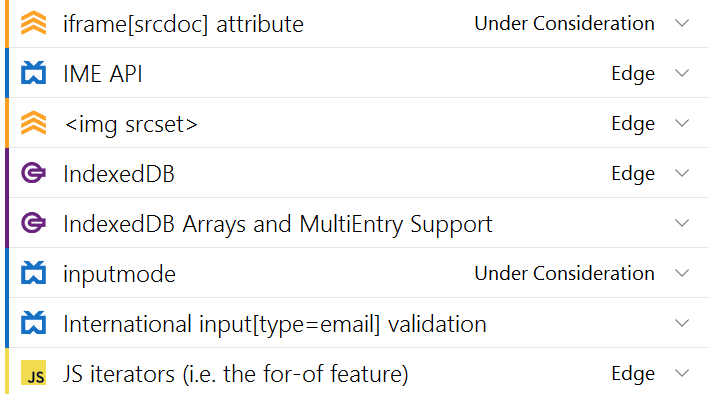 iframe[srcdoc] attribute Under Consideration
IME API Edge
<img srcset> Edge
IndexedDB Edge
IndexedDB Arrays and MultiEntry Support
inputmode Under Consideration
International input[type=email] validation
JS JS iterators (i.e. the for-of feature) Edge